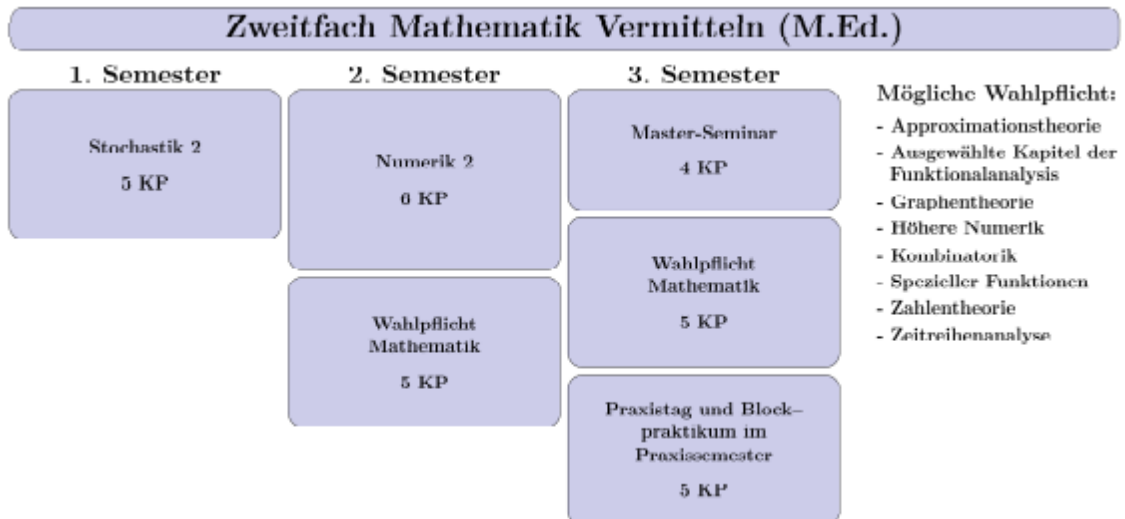 Zweitfach Mathematik Vermitteln (M.Ed.)
1. Semester
Stochastik 2
5 KP
2. Semester
Numerik 2
6 KP
Wahlpflicht
Mathematik
5 KP
3. Semester
Master-Seminar
4 KP
Wahlpflicht
Mathematik
5 KP
Praxistag und Block-
praktikum im
Praxissemester
5 KP
Mögliche Wahlpflicht:
- Approximationstheorie
- Ausgewählte Kapitel der
Funktionalanalysis
- Graphentheorie
- Höhere Numerik
- Kombinatorik
- Spezieller Funktionen
- Zahlentheorie
- Zeitreihenanalyse